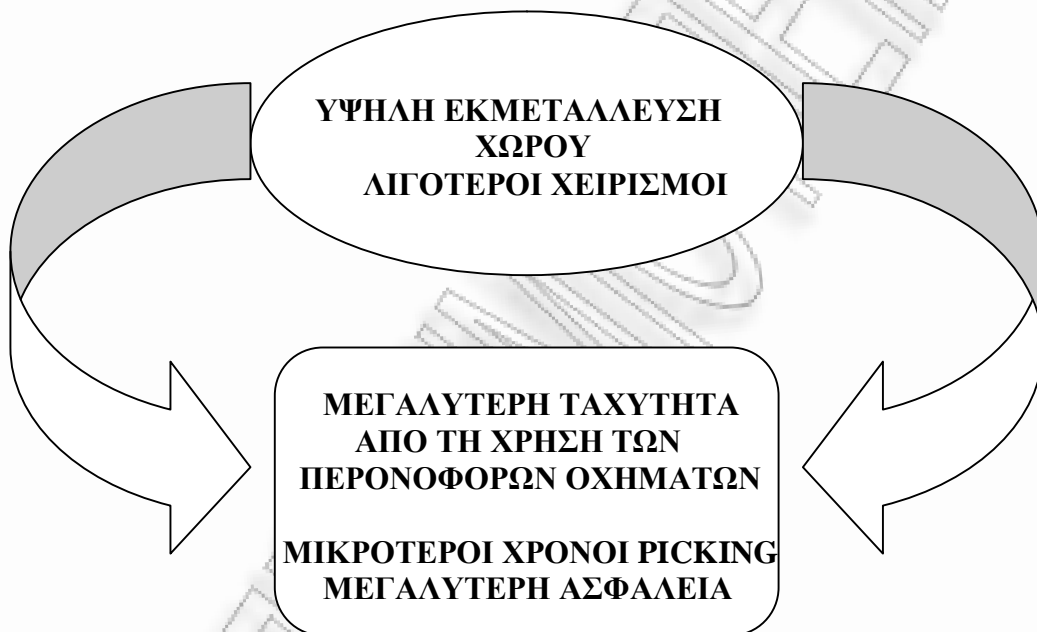 ΥΨΗΛΗ ΕΚΜΕΤΑΛΛΕΥΣΗ
ΧΩΡΟΥ
ΛΙΓΟΤΕΡΟΙ ΧΕΙΡΙΣΜΟΙ
ΜΕΓΑΛΥΤΕΡΗ ΤΑΧΥΤΗΤΑ
ΑΠΟ ΤΗ ΧΡΗΣΗ ΤΩΝ
ΠΕΡΟΝΟΦΟΡΩΝ ΟΧΗΜΑΤΩΝ
ΜΙΚΡΟΤΕΡΟΙ ΧΡΟΝΟΙ PICKING
ΜΕΓΑΛΥΤΕΡΗ ΑΣΦΑΛΕΙΑ